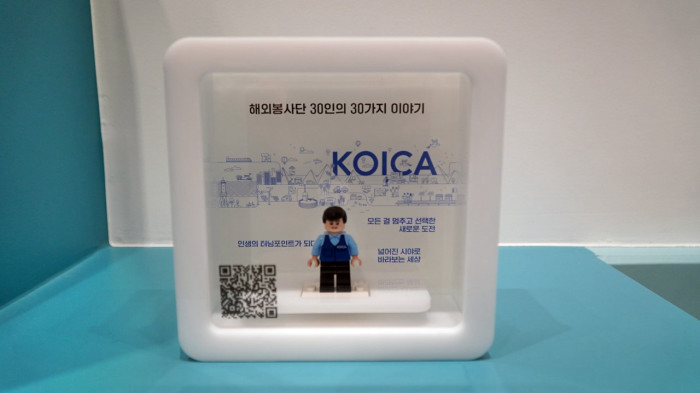 해외봉사단 30인의 30가지 이야기
KOICA
모든 걸 멈추고 선택한
새로운 도전
인생의 터닝포인트가 되다
넓어진 시야로
바라보는 세상
KOICA